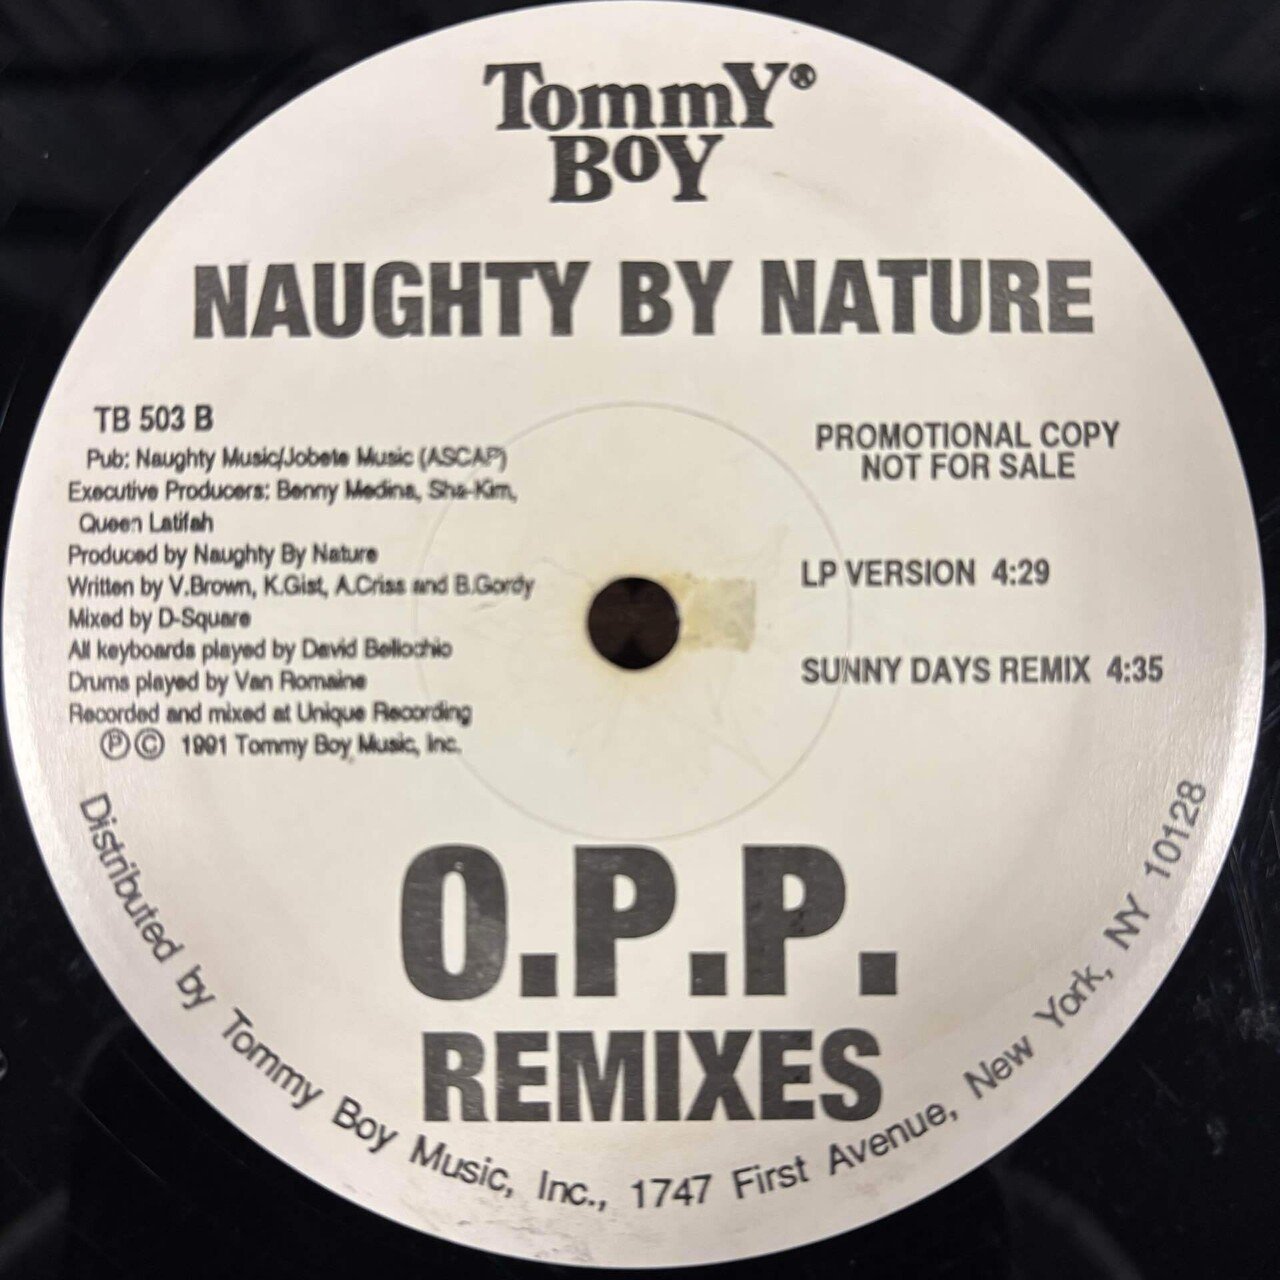 Tommy®
Boy
NAUGHTY BY NATURE
TB 503 B
Pub: Naughty Music/Jobete Music (ASCAP)
Executive Producers: Benny Medina, Sha-Kim,
Queen Latifah
Produced by Naughty By Nature
Written by V.Brown, K.Gist, A.Criss and B.Gordy
Mixed by D-Square
All keyboards played by David Bellochio
Drums played by Van Romaine
Recorded and mixed at Unique Recording
Ⓟ© 1991 Tommy Boy Music, Inc.
PROMOTIONAL COPY
NOT FOR SALE
LP VERSION 4:29
SUNNY DAYS REMIX 4:35
O.P.P.
REMIXES
Distributed by Tommy Boy Music, Inc., 1747 First Avenue, New York, NY 10128